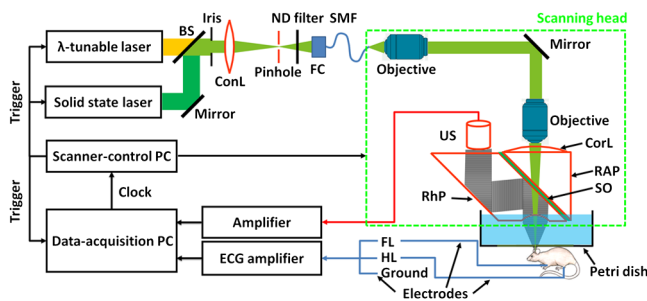 Iris
ND filter
SMF
Scanning head
BS
λ-tunable laser
Mirror
ConL
Pinhole
FC
Objective
Trigger
Solid state laser
Mirror
US
Objective
CorL
Scanner-control PC
RAP
RhP
SO
Clock
Trigger
Amplifier
Data-acquisition PC
FL
ECG amplifier
HL
Petri dish
Ground
Electrodes